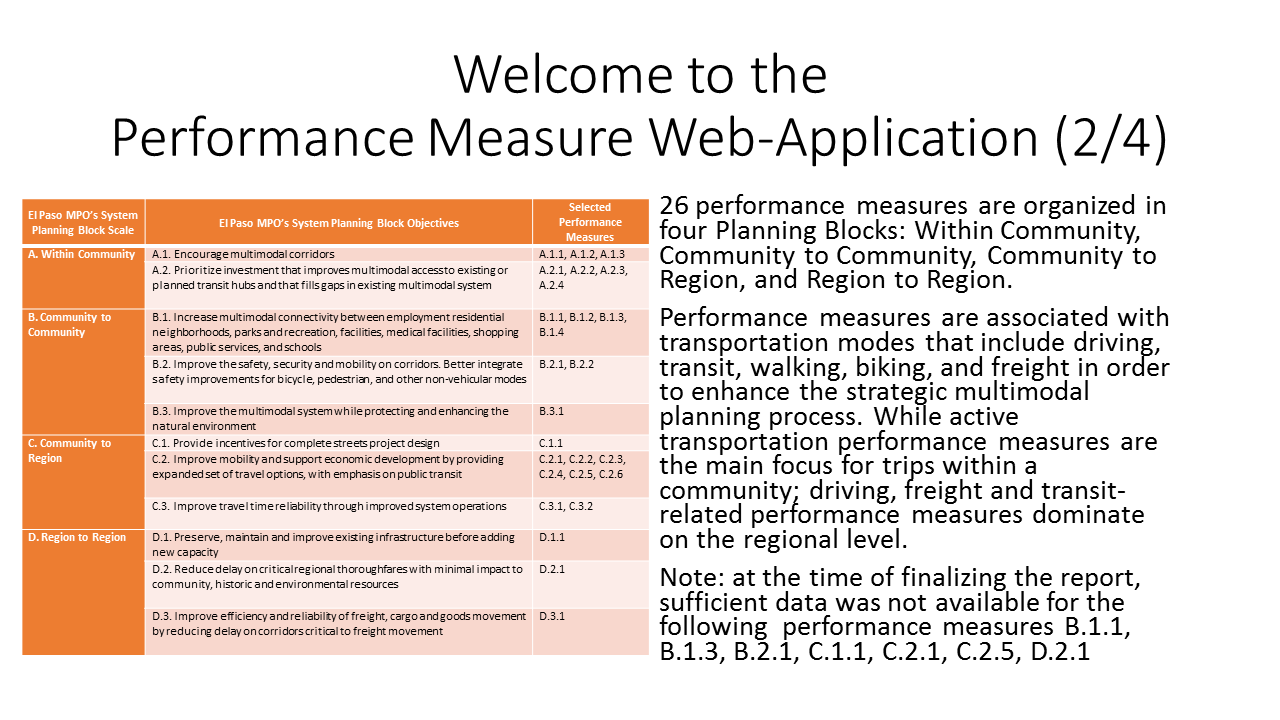 Welcome to the
Performance Measure Web-Application (2/4)
El Paso MPO's System
Planning Block Scale
El Paso MPO's System Planning Block Objectives
Selected
Performance
Measures
A. Within Community
A.1. Encourage multimodal corridors
A.1.1, A.1.2, A.1.3
A.2. Prioritize investment that improves multimodal access to existing or
planned transit hubs and that fills gaps in existing multimodal system
A.2.1, A.2.2, A.2.3,
A.2.4
B. Community to
Community
B.1. Increase multimodal connectivity between employment residential
neighborhoods, parks and recreation, facilities, medical facilities, shopping
areas, public services, and schools
B.1.1, B.1.2, B.1.3,
B.1.4
B.2. Improve the safety, security and mobility on corridors. Better integrate
safety improvements for bicycle, pedestrian, and other non-vehicular modes
B.2.1, B.2.2
B.3. Improve the multimodal system while protecting and enhancing the
natural environment
B.3.1
C. Community to
Region
C.1. Provide incentives for complete streets project design
C.1.1
C.2. Improve mobility and support economic development by providing
expanded set of travel options, with emphasis on public transit
C.2.1, C.2.2, C.2.3,
C.2.4, C.2.5, C.2.6
C.3. Improve travel time reliability through improved system operations
C.3.1, C.3.2
D. Region to Region
D.1. Preserve, maintain and improve existing infrastructure before adding
new capacity
D.1.1
D.2. Reduce delay on critical regional thoroughfares with minimal impact to
community, historic and environmental resources
D.2.1
D.3. Improve efficiency and reliability of freight, cargo and goods movement
by reducing delay on corridors critical to freight movement
D.3.1
26 performance measures are organized in
four Planning Blocks: Within Community,
Community to Community, Community to
Region, and Region to Region.
Performance measures are associated with
transportation modes that include driving,
transit, walking, biking, and freight in order
to enhance the strategic multimodal
planning process. While active
transportation performance measures are
the main focus for trips within a
community; driving, freight and transit-
related performance measures dominate
on the regional level.
Note: at the time of finalizing the report,
sufficient data was not available for the
following performance measures B.1.1,
B.1.3, B.2.1, C.1.1, C.2.1, C.2.5, D.2.1